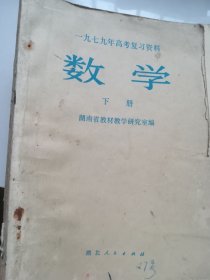 一九七九年高考复习资料
数学
下册
湖南省教材教学研究室编
湖北人民出版社